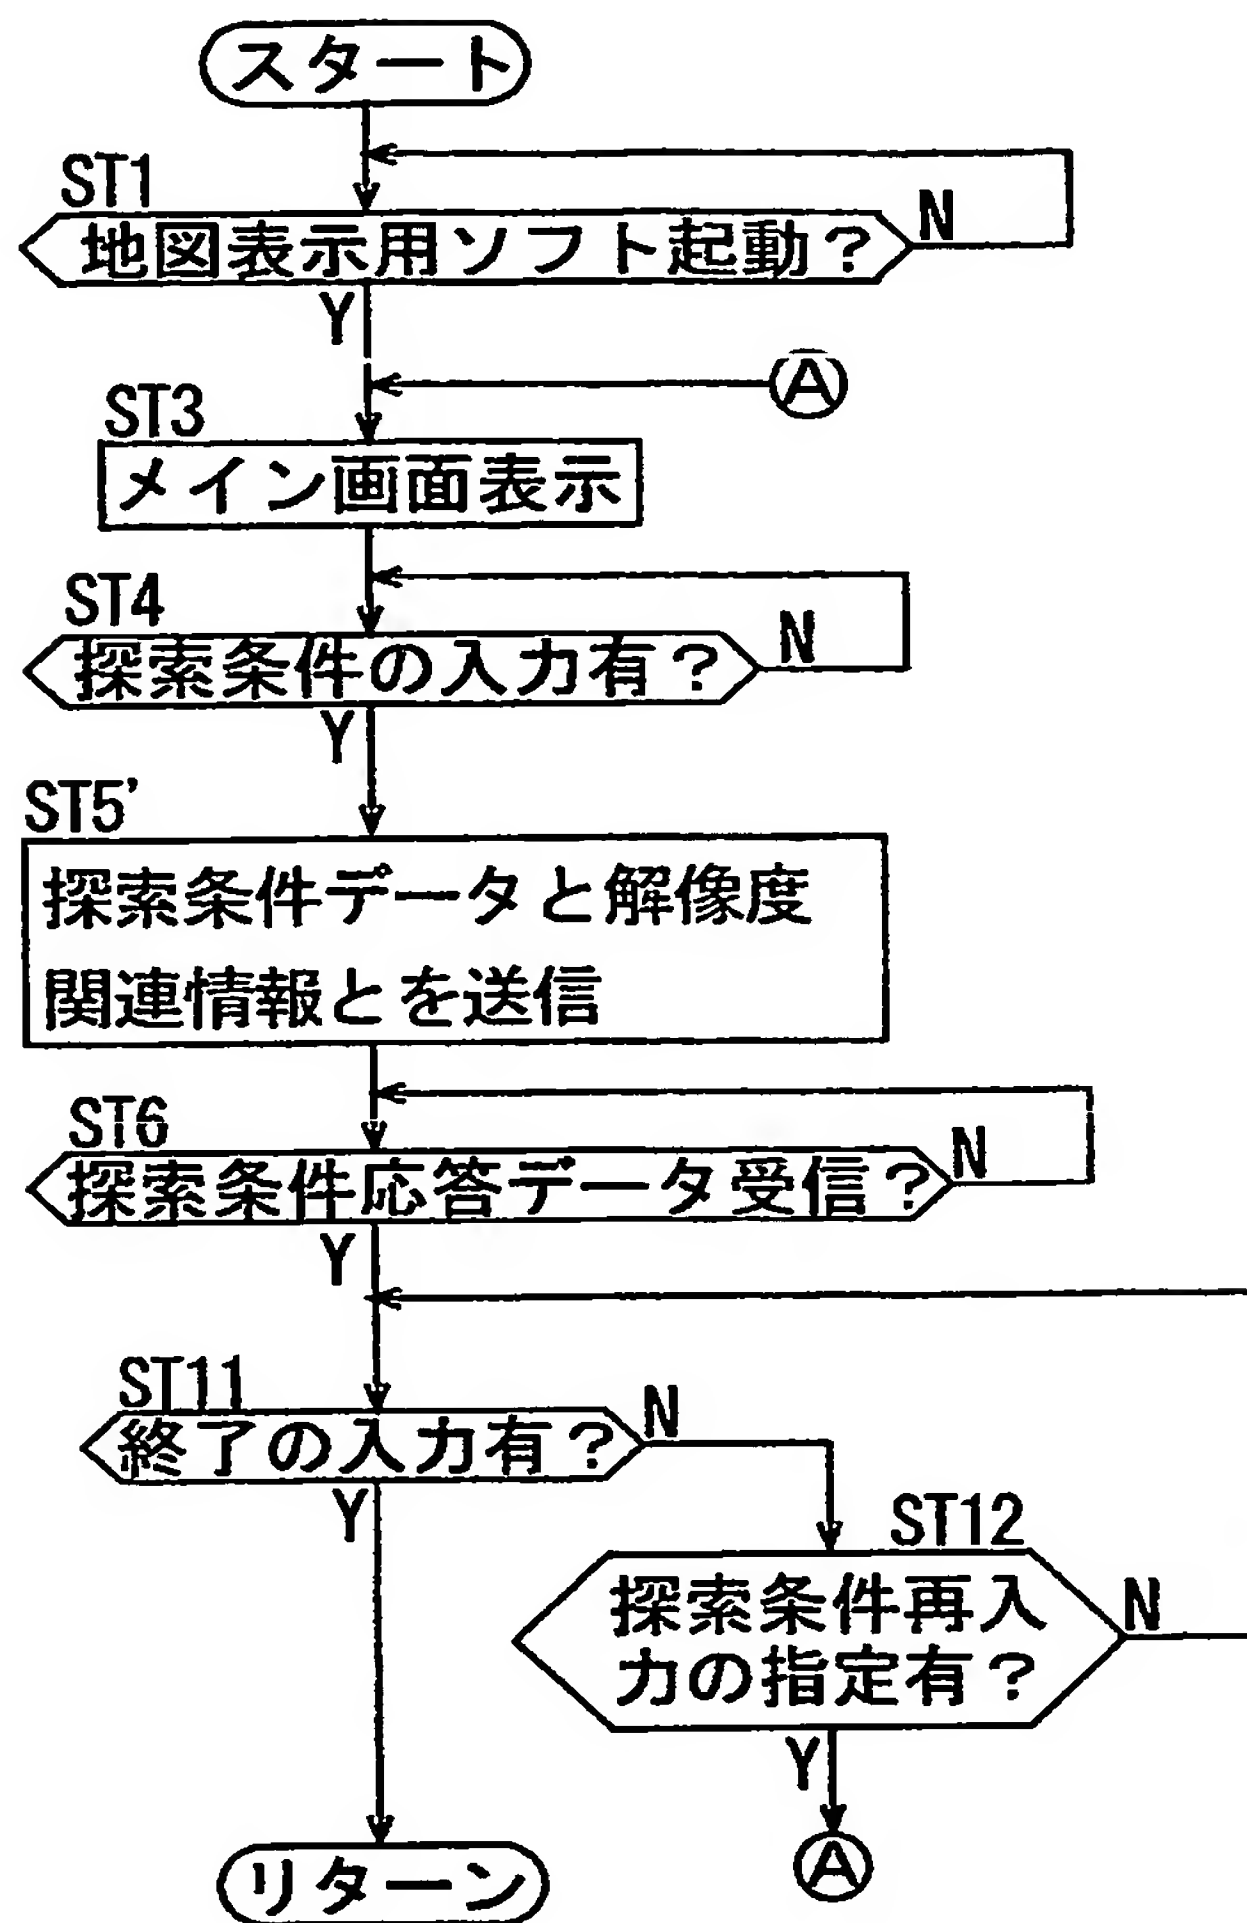 スタート
ST1
地図表示用ソフト起動?
N
Y
A
ST3
メイン画面表示
ST4
探索条件の入力有?
N
Y
ST5'
探索条件データと解像度
関連情報とを送信
ST6
探索条件応答データ受信?
N
Y
ST11
終了の入力有?
N
Y
ST12
探索条件再入
力の指定有?
N
Y
A
リターン